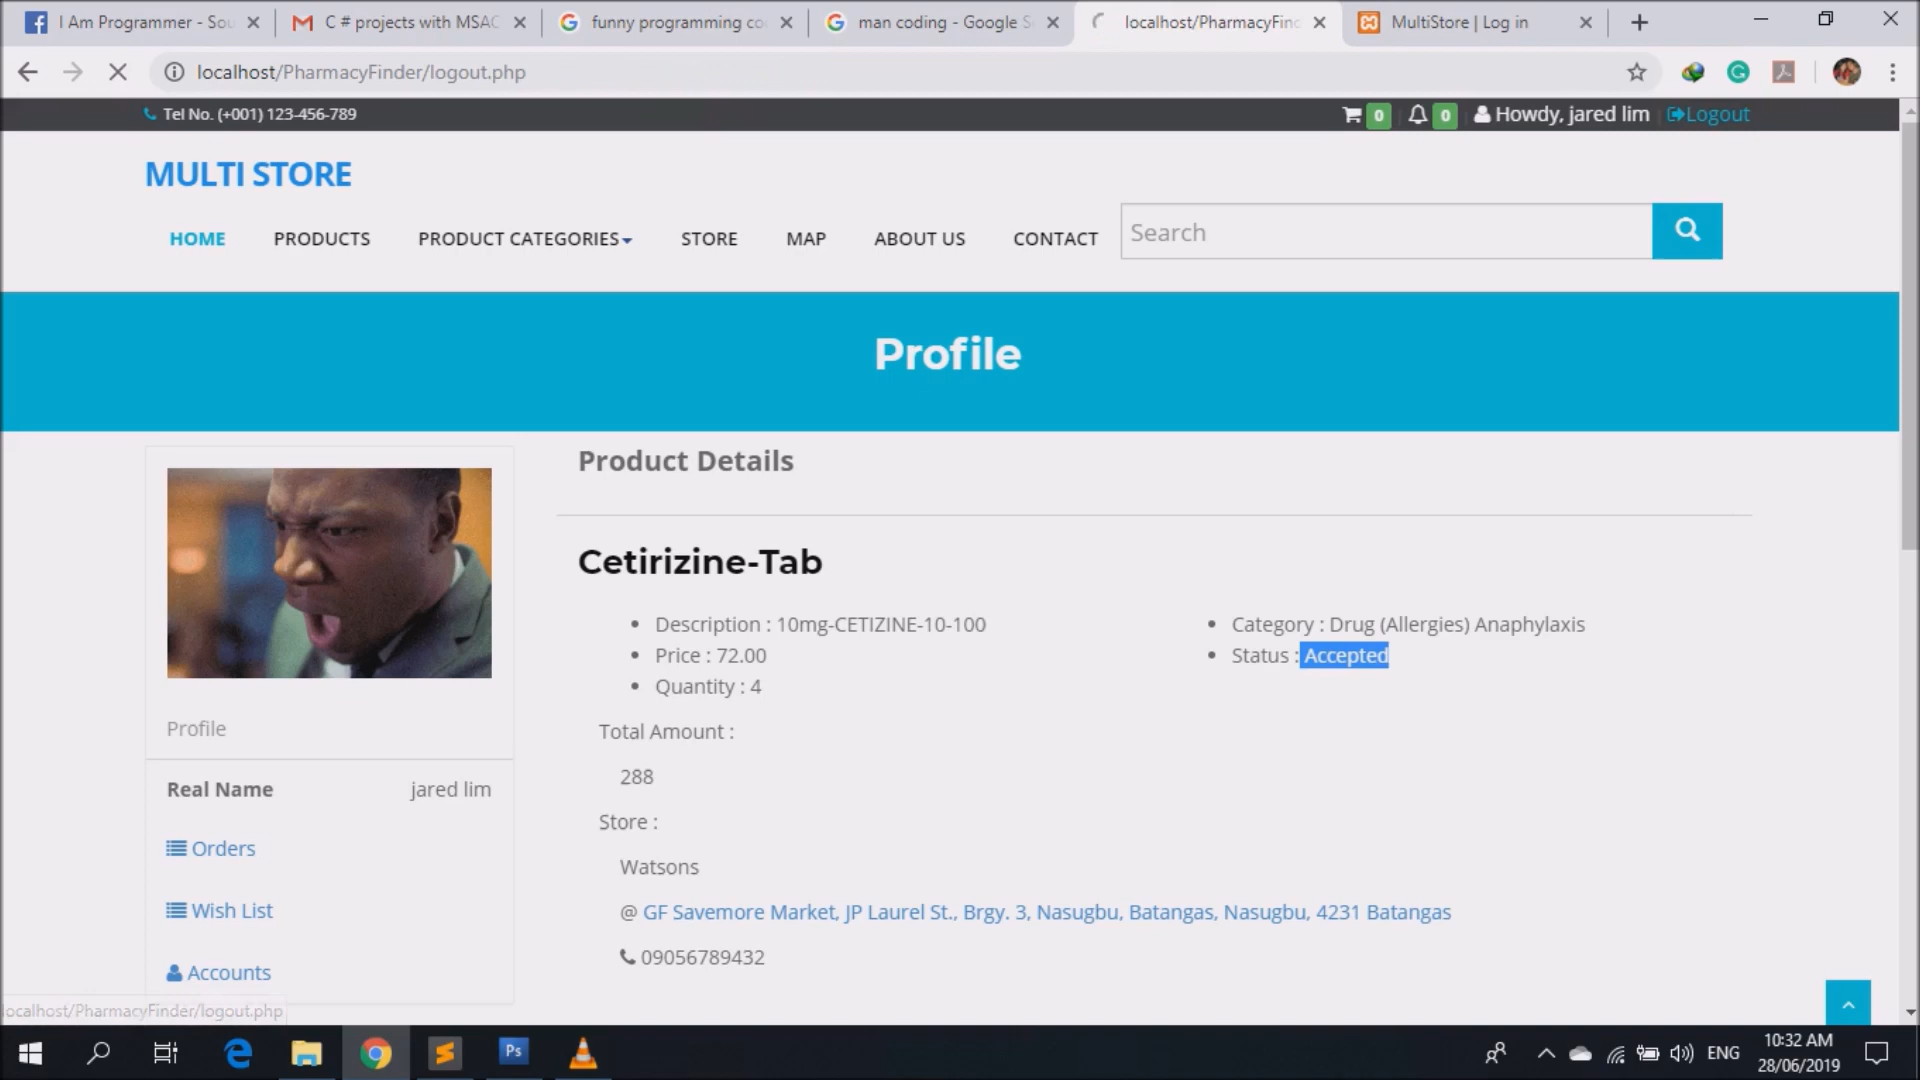 I Am Programmer - Sou
C # projects with MSAC
funny programming co
man coding - Google S
localhost/PharmacyFind
MultiStore | Log in
localhost/PharmacyFinder/logout.php
Tel No. (+001) 123-456-789
0
0
Howdy, jared lim
Logout
MULTI STORE
HOME
PRODUCTS
PRODUCT CATEGORIES
STORE
MAP
ABOUT US
CONTACT
Search
Profile
Product Details
Cetirizine-Tab
Description : 10mg-CETIZINE-10-100
Price : 72.00
Quantity : 4
Category : Drug (Allergies) Anaphylaxis
Status : Accepted
Total Amount :
288
Store :
Watsons
@ GF Savemore Market, JP Laurel St., Brgy. 3, Nasugbu, Batangas, Nasugbu, 4231 Batangas
09056789432
Profile
Real Name jared lim
Orders
Wish List
Accounts
localhost/PharmacyFinder/logout.php
Ps
ENG
10:32 AM
28/06/2019